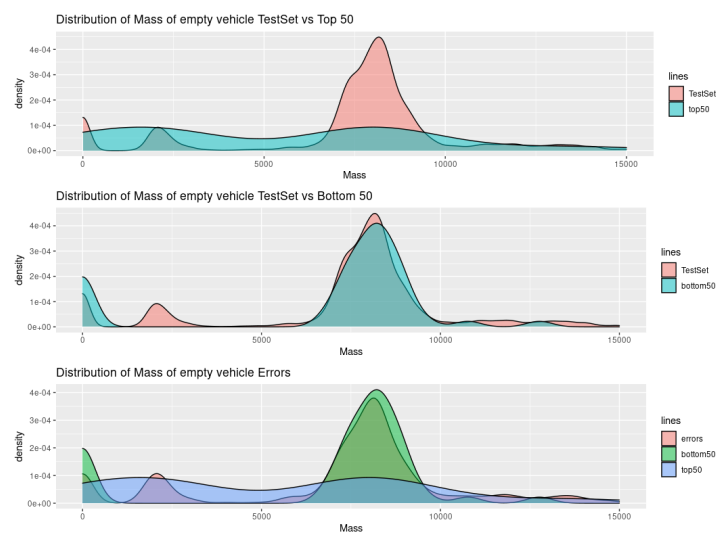 Distribution of Mass of empty vehicle TestSet vs Top 50
4e-04
3e-04
2e-04
1e-04
0e+00
density
0
5000
10000
15000
Mass
lines
TestSet
top50
Distribution of Mass of empty vehicle TestSet vs Bottom 50
4e-04
3e-04
2e-04
1e-04
0e+00
density
0
5000
10000
15000
Mass
lines
TestSet
bottom50
Distribution of Mass of empty vehicle Errors
4e-04
3e-04
2e-04
1e-04
0e+00
density
0
5000
10000
15000
Mass
lines
errors
bottom50
top50